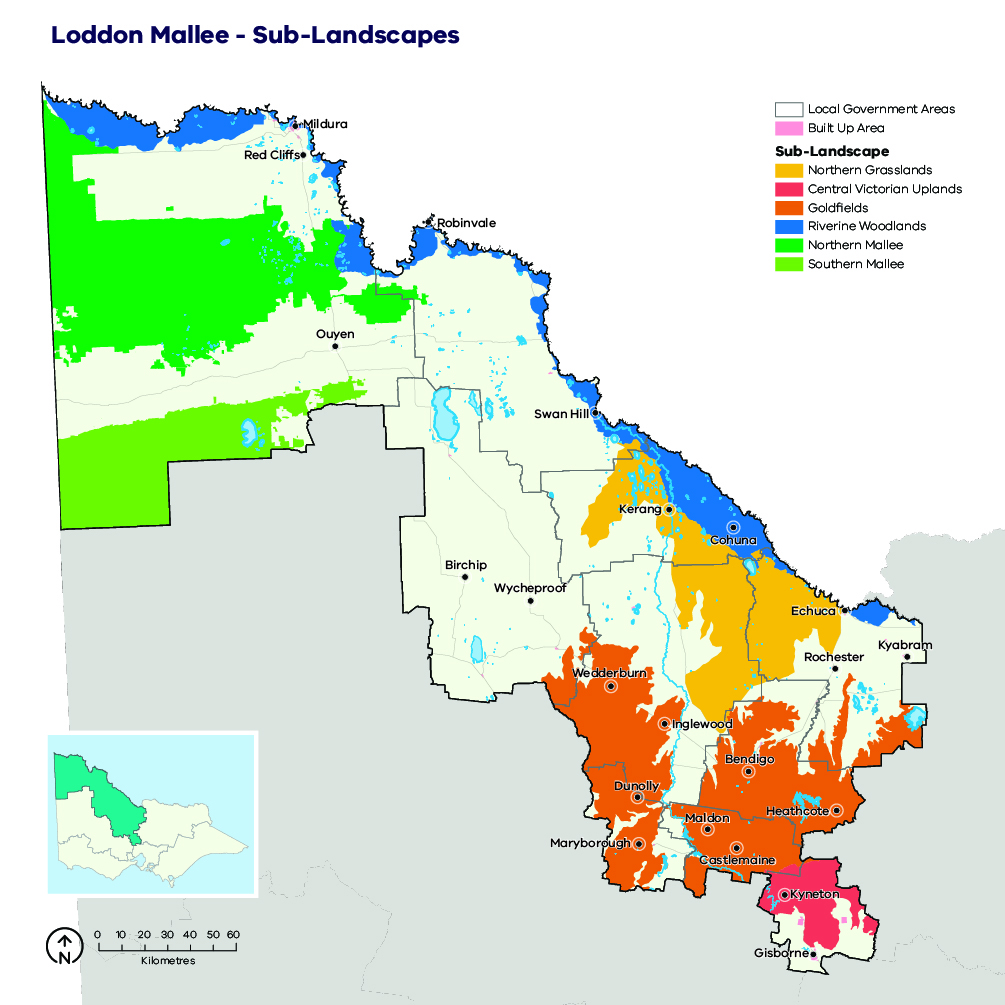 Loddon Mallee - Sub-Landscapes
Local Government Areas
Built Up Area
Sub-Landscape
Northern Grasslands
Central Victorian Uplands
Goldfields
Riverine Woodlands
Northern Mallee
Southern Mallee
Mildura
Red Cliffs
Robinvale
Ouyen
Swan Hill
Kerang
Cohuna
Birchip
Wycheproof
Echuca
Kyabram
Rochester
Wedderburn
Inglewood
Bendigo
Dunolly
Heathcote
Maldon
Maryborough
Castlemaine
Kyneton
Gisborne
N
0 10 20 30 40 50 60
Kilometres